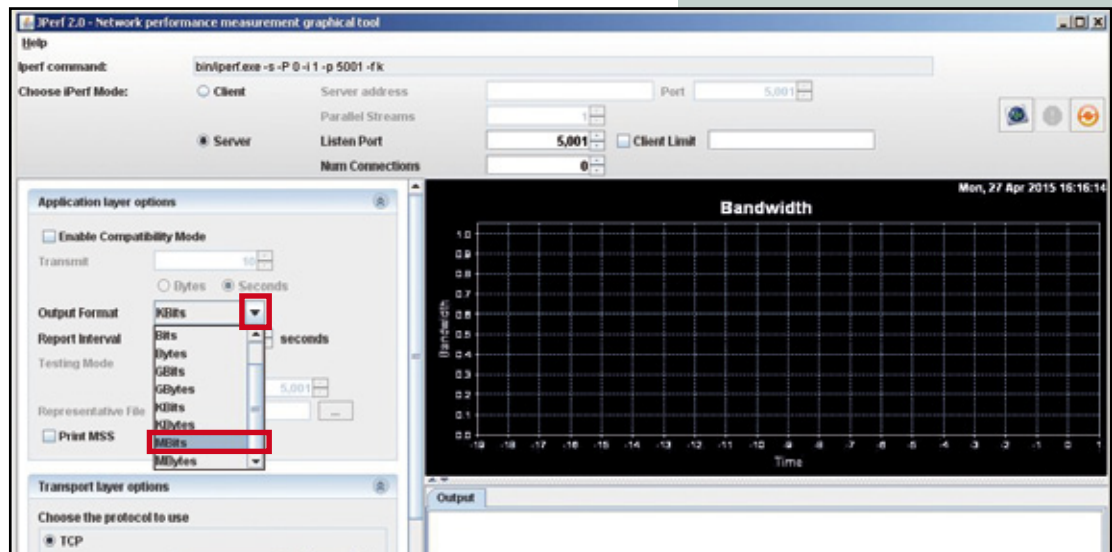 JPerf 2.0 - Network performance measurement graphical tool
Help
Iperf command: bin/iperf.exe -s -P 0 -i 1 -p 5001 -f k
Choose iPerf Mode: Client Server address Port 5,001
Parallel Streams 1
Server Listen Port 5,001 Client Limit
Num Connections 0
Application layer options
Enable Compatibility Mode
Transmit 10
Bytes Seconds
Output Format KBits
Report Interval seconds
Testing Mode
5,001
Representative File ...
Print MSS
Bits
Bytes
GBits
GBytes
KBits
KBytes
MBits
MBytes
Transport layer options
Choose the protocol to use
TCP
Mon, 27 Apr 2015 16:16:14
Bandwidth
Bandwidth
1.0
0.9
0.8
0.7
0.6
0.5
0.4
0.3
0.2
0.1
0.0
-19 -18 -17 -16 -15 -14 -13 -12 -11 -10 -9 -8 -7 -6 -5 -4 -3 -2 -1 0 1
Time
Output